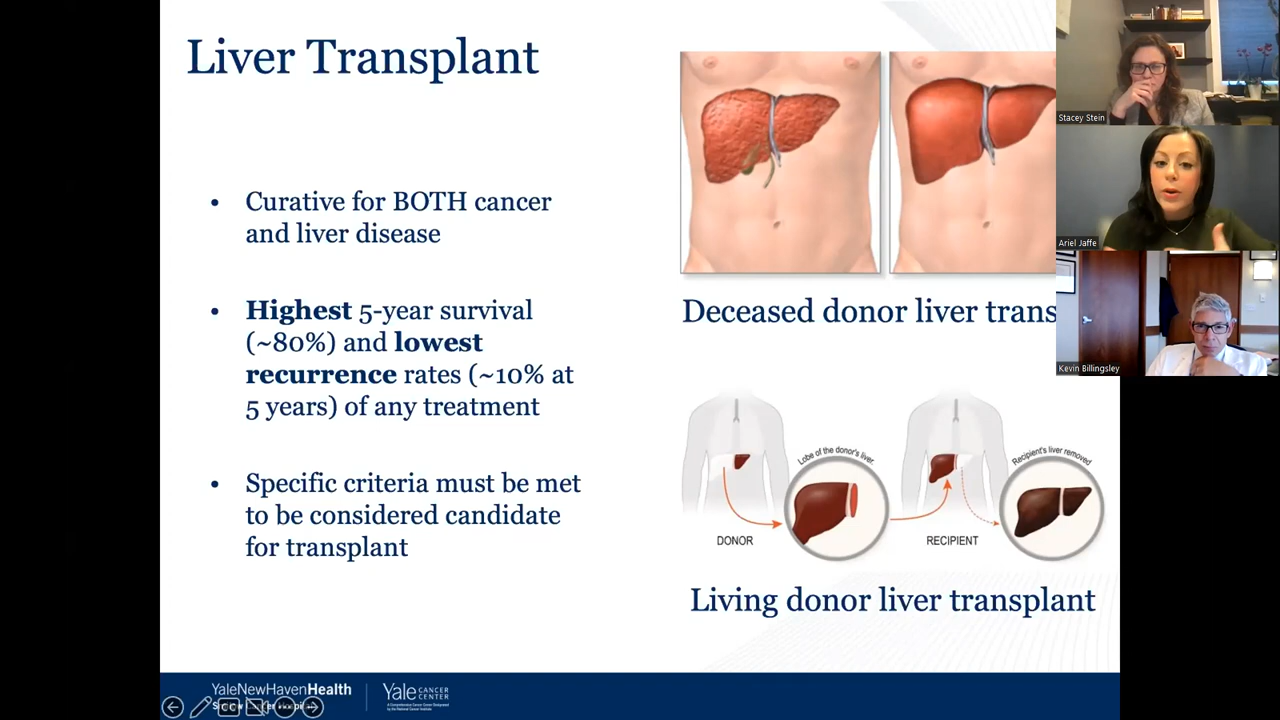 Liver Transplant
• Curative for BOTH cancer
and liver disease
• Highest 5-year survival
(~80%) and lowest
recurrence rates (~10% at
5 years) of any treatment
• Specific criteria must be met
to be considered candidate
for transplant
Deceased donor liver trans
Lobe of the donor's liver.
Recipient's liver removed
DONOR
RECIPIENT
Living donor liver transplant
Stacey Stein
Ariel Jaffe
Kevin Billingsley
YaleNewHavenHealth
Yale CANCER
CENTER